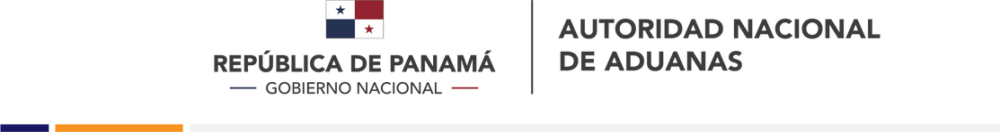 REPÚBLICA DE PANAMÁ
GOBIERNO NACIONAL
AUTORIDAD NACIONAL
DE ADUANAS